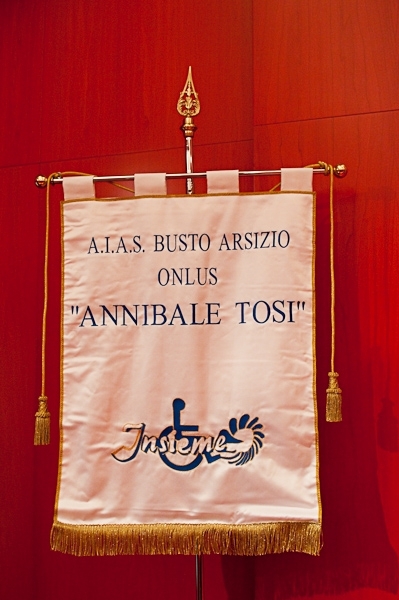 A.I.A.S. BUSTO ARSIZIO
ONLUS
"ANNIBALE TOSI"
Insieme